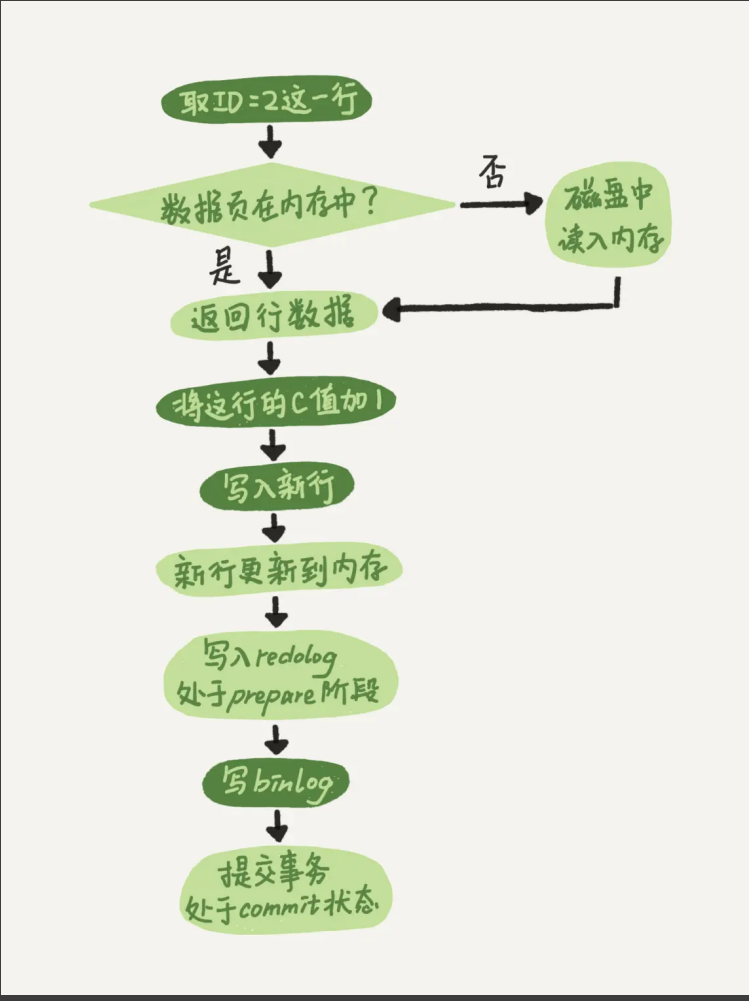 取ID=2这一行
数据页在内存中？
否
磁盘中
读入内存
是
返回行数据
将这行的C值加1
写入新行
新行更新到内存
写入redolog
处于prepare阶段
写binlog
提交事务
处于commit状态